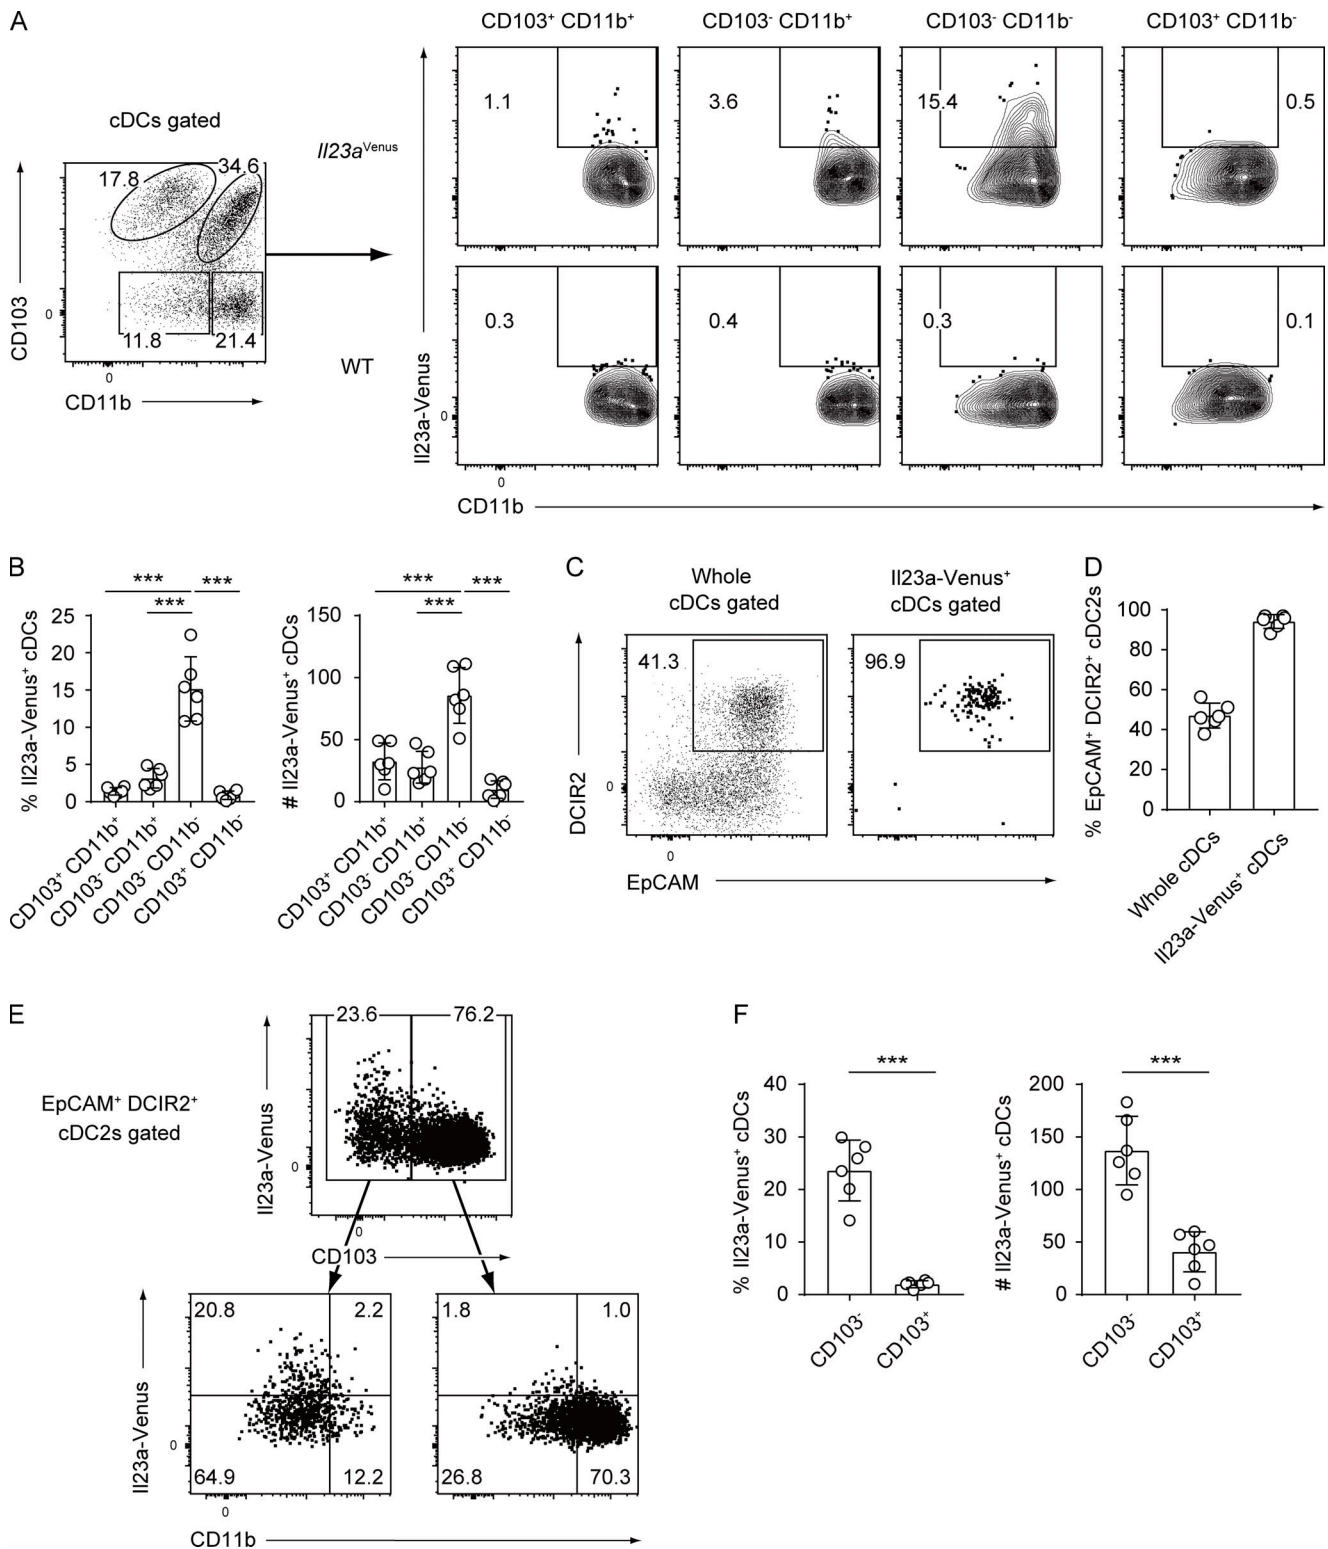 A
CD103⁺ CD11b⁺
CD103⁻ CD11b⁺
CD103⁻ CD11b⁻
CD103⁺ CD11b⁻
cDCs gated
Il23aⱽᵉⁿᵘˢ
1.1
3.6
15.4
0.5
17.8
34.6
11.8
21.4
CD103
0
0
CD11b
WT
Il23a-Venus
0.3
0.4
0.3
0.1
0
0
CD11b
B
% Il23a-Venus⁺ cDCs
***
***
***
25
20
15
10
5
0
CD103⁺ CD11b⁺
CD103⁻ CD11b⁺
CD103⁻ CD11b⁻
CD103⁺ CD11b⁻
# Il23a-Venus⁺ cDCs
***
***
***
150
100
50
0
CD103⁺ CD11b⁺
CD103⁻ CD11b⁺
CD103⁻ CD11b⁻
CD103⁺ CD11b⁻
C
Whole
cDCs gated
Il23a-Venus⁺
cDCs gated
41.3
96.9
DCIR2
0
0
EpCAM
D
% EpCAM⁺ DCIR2⁺ cDC2s
100
80
60
40
20
0
Whole cDCs
Il23a-Venus⁺ cDCs
E
EpCAM⁺ DCIR2⁺
cDC2s gated
23.6
76.2
Il23a-Venus
0
0
CD103
20.8
2.2
64.9
12.2
1.8
1.0
26.8
70.3
Il23a-Venus
0
0
CD11b
F
% Il23a-Venus⁺ cDCs
***
40
30
20
10
0
CD103⁻
CD103⁺
# Il23a-Venus⁺ cDCs
***
200
150
100
50
0
CD103⁻
CD103⁺